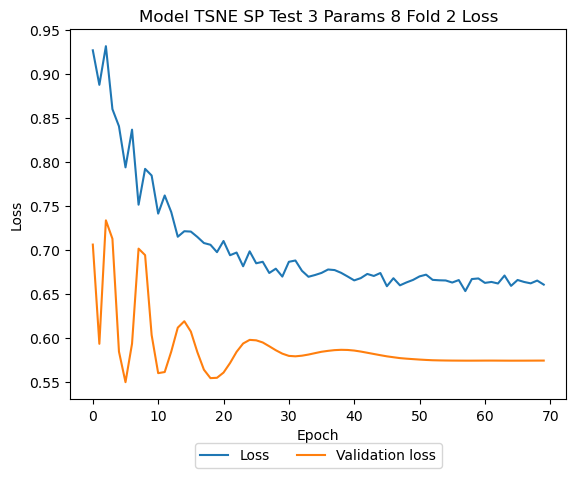 Model TSNE SP Test 3 Params 8 Fold 2 Loss
0.95
0.90
0.85
0.80
0.75
0.70
0.65
0.60
0.55
Loss
0 10 20 30 40 50 60 70
Epoch
Loss Validation loss